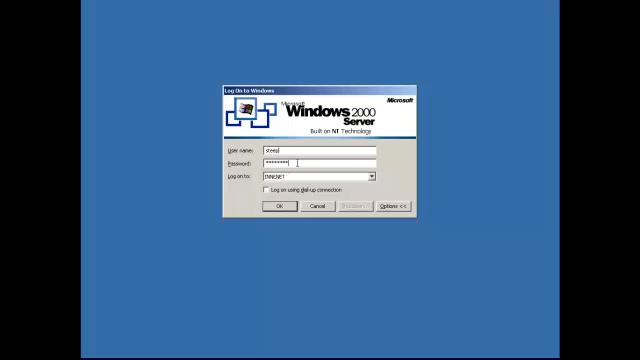 Log On to Windows
Microsoft
Microsoft
Windows 2000
Server
Built on NT Technology
User name: steep
Password: ********
Log on to: INNENET
Log on using dial-up connection
OK Cancel Shutdown... Options <<